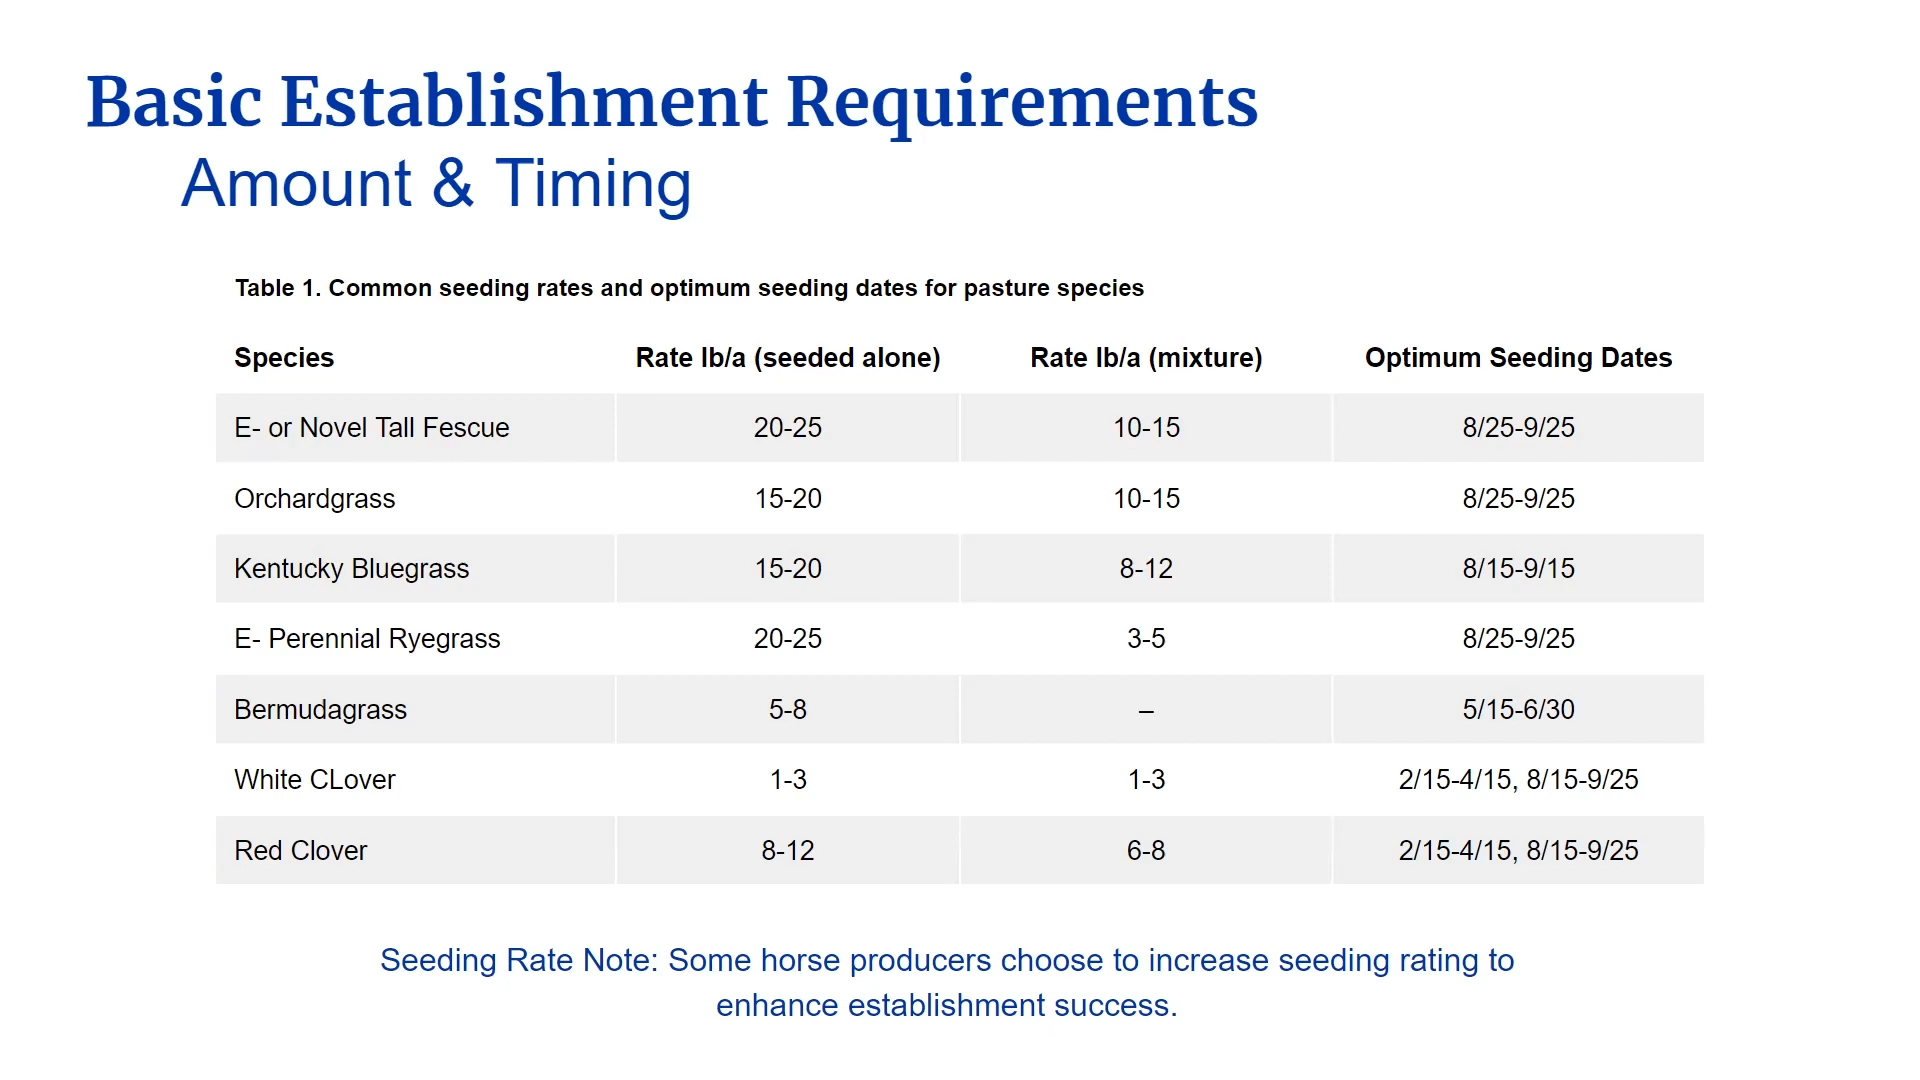 Basic Establishment Requirements
Amount & Timing
Table 1. Common seeding rates and optimum seeding dates for pasture species
Species Rate lb/a (seeded alone) Rate lb/a (mixture) Optimum Seeding Dates
E- or Novel Tall Fescue 20-25 10-15 8/25-9/25
Orchardgrass 15-20 10-15 8/25-9/25
Kentucky Bluegrass 15-20 8-12 8/15-9/15
E- Perennial Ryegrass 20-25 3-5 8/25-9/25
Bermudagrass 5-8 – 5/15-6/30
White CLover 1-3 1-3 2/15-4/15, 8/15-9/25
Red Clover 8-12 6-8 2/15-4/15, 8/15-9/25
Seeding Rate Note: Some horse producers choose to increase seeding rating to
enhance establishment success.